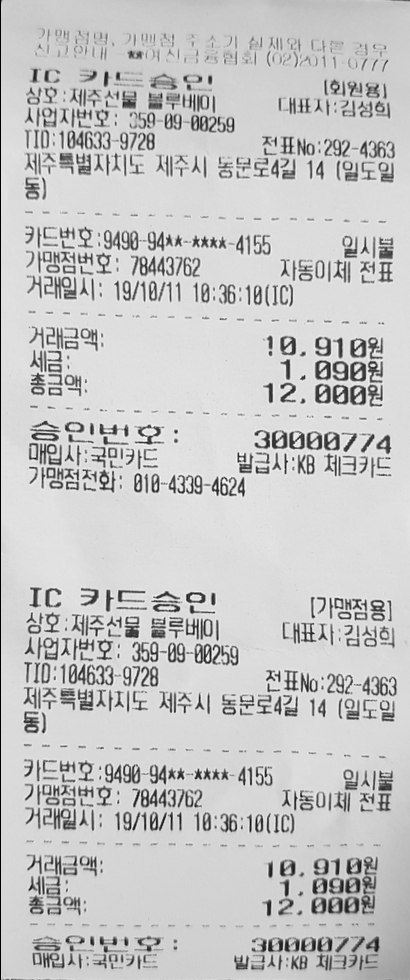 가맹점명, 가맹점 주소가 실제와 다른 경우
신고안내 **여신금융협회 (02)2011-0777
IC 카드승인 [회원용]
상호:제주선물 블루베이 대표자:김성희
사업자번호: 359-09-00259
TID:104633-9728 전표No:292-4363
제주특별자치도 제주시 동문로4길 14 (일도일
동)
카드번호:9490-94**-****-4155 일시불
가맹점번호: 78443762 자동이체 전표
거래일시: 19/10/11 10:36:10(IC)
거래금액: 10,910원
세금: 1,090원
총금액: 12,000원
승인번호: 30000774
매입사:국민카드 발급사:KB 체크카드
가맹점전화: 010-4339-4624
IC 카드승인 [가맹점용]
상호:제주선물 블루베이 대표자:김성희
사업자번호: 359-09-00259
TID:104633-9728 전표No:292-4363
제주특별자치도 제주시 동문로4길 14 (일도일
동)
카드번호:9490-94**-****-4155 일시불
가맹점번호: 78443762 자동이체 전표
거래일시: 19/10/11 10:36:10(IC)
거래금액: 10,910원
세금: 1,090원
총금액: 12,000원
승인번호: 30000774
매입사:국민카드 발급사:KB 체크카드